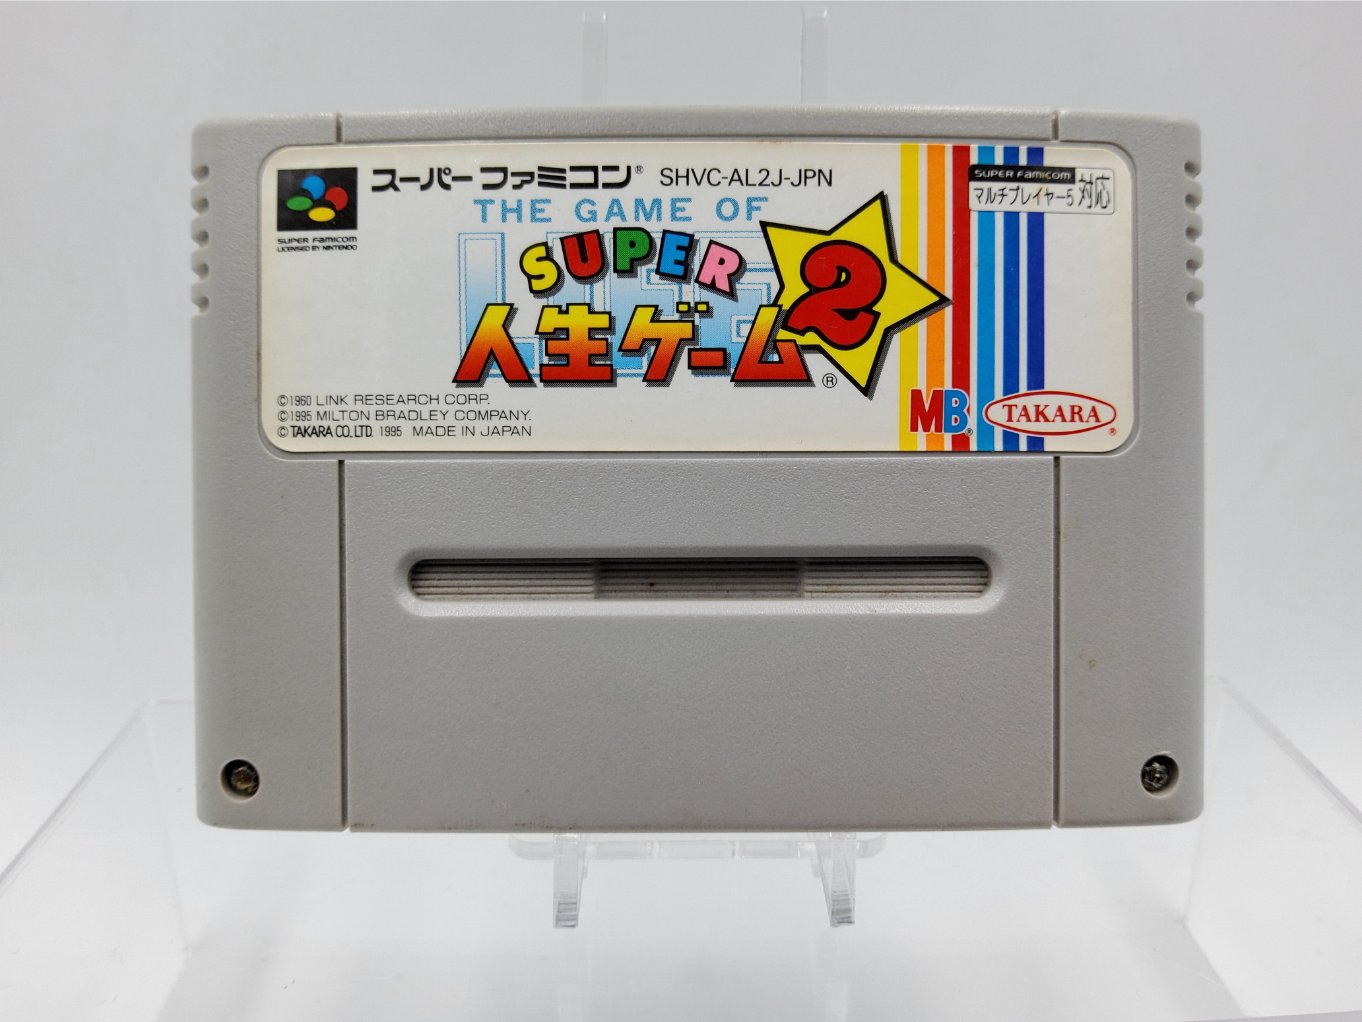 スーパーファミコン® SHVC-AL2J-JPN
SUPER FAMICOM
マルチプレイヤー5対応
SUPER FAMICOM
LICENSED BY NINTENDO
THE GAME OF
LIFE
SUPER
人生ゲーム2®
©1960 LINK RESEARCH CORP.
©1995 MILTON BRADLEY COMPANY.
©TAKARA CO.,LTD. 1995 MADE IN JAPAN
MB®
TAKARA®